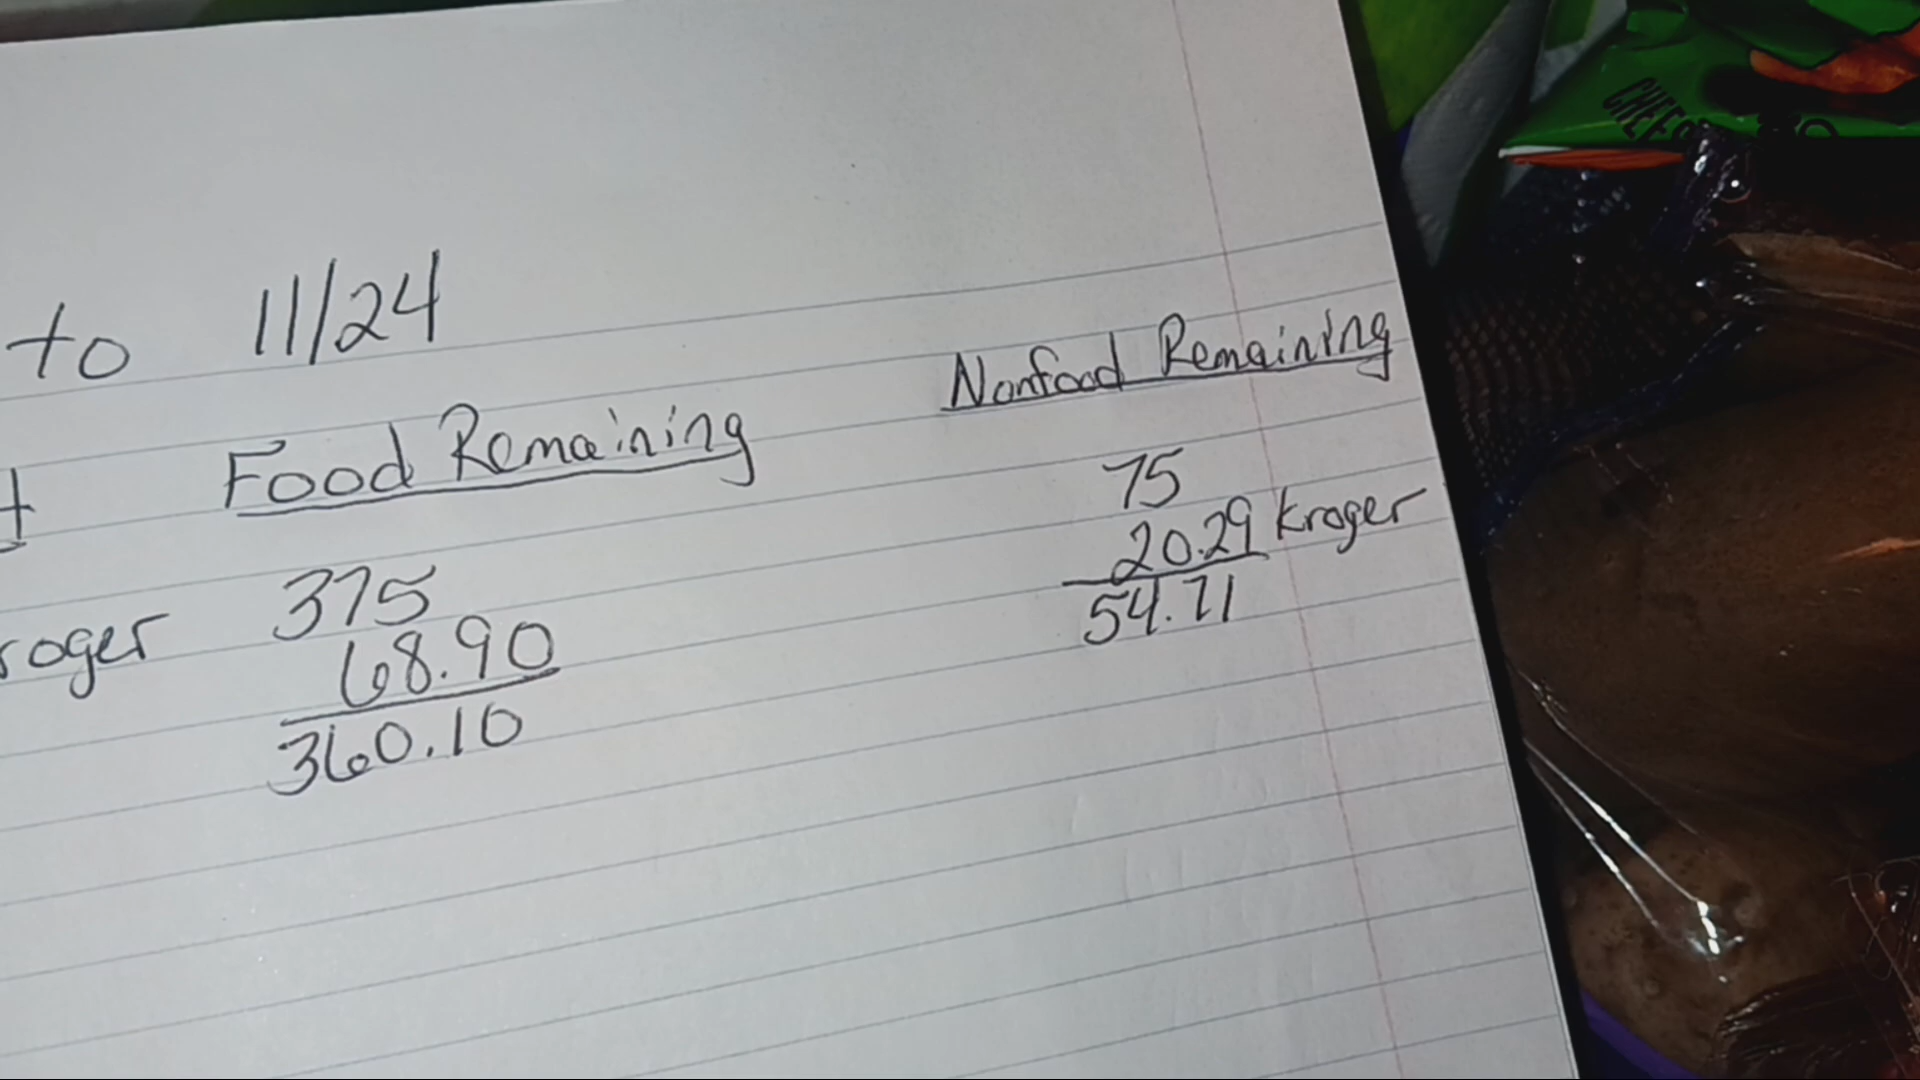 to 11/24
Food Remaining
Nonfood Remaining
375
68.90
360.10
75
20.29 Kroger
54.71